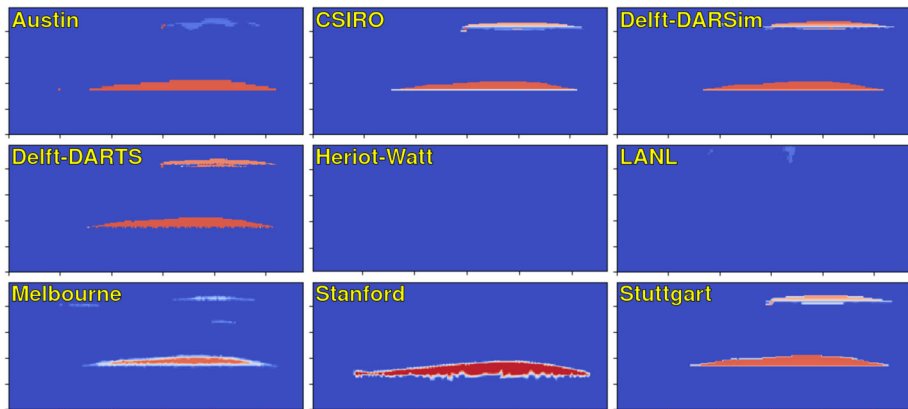 Austin
CSIRO
Delft-DARSim
Delft-DARTS
Heriot-Watt
LANL
Melbourne
Stanford
Stuttgart